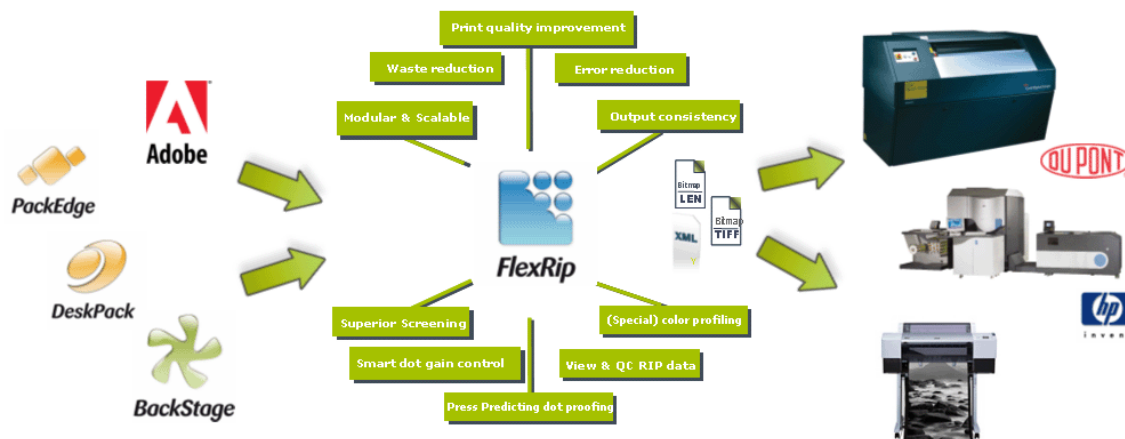 Print quality improvement
Waste reduction
Error reduction
Modular & Scalable
Output consistency
Adobe
PackEdge
DeskPack
BackStage
FlexRip
Bitmap
LEN
Bitmap
TIFF
XML
DUPONT
hp
inven
Superior Screening
(Special) color profiling
Smart dot gain control
View & QC RIP data
Press Predicting dot proofing